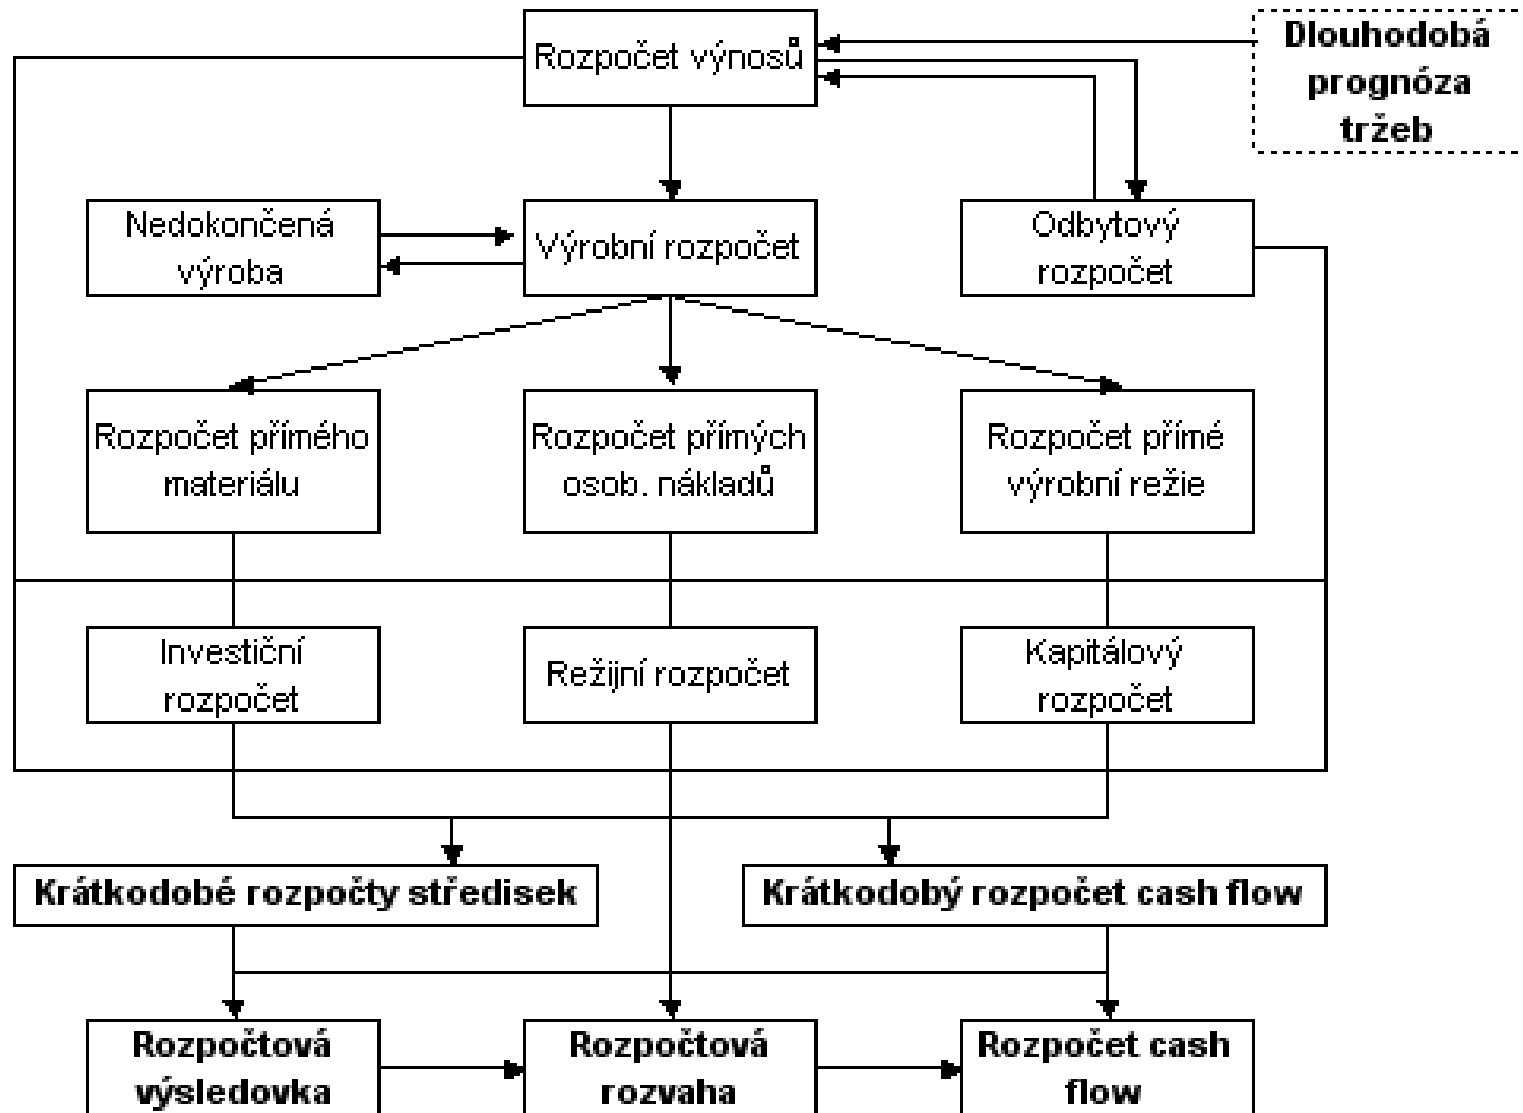 Rozpočet výnosů
Dlouhodobá
prognóza
tržeb
Nedokončená
výroba
Výrobní rozpočet
Odbytový
rozpočet
Rozpočet přímého
materiálu
Rozpočet přímých
osob. nákladů
Rozpočet přímé
výrobní režie
Investiční
rozpočet
Režijní rozpočet
Kapitálový
rozpočet
Krátkodobé rozpočty středisek
Krátkodobý rozpočet cash flow
Rozpočtová
výsledovka
Rozpočtová
rozvaha
Rozpočet cash
flow